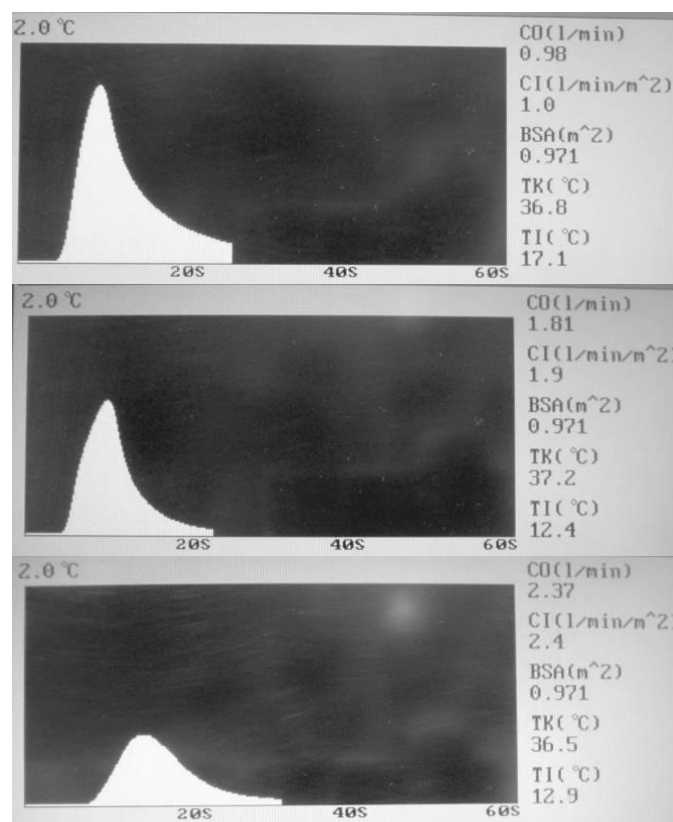 2.0 ℃
CO(l/min)
0.98
CI(l/min/m^2)
1.0
BSA(m^2)
0.971
TK( ℃)
36.8
TI( ℃)
17.1
20S 40S 60S
2.0 ℃
CO(l/min)
1.81
CI(l/min/m^2
1.9
BSA(m^2)
0.971
TK( ℃)
37.2
TI( ℃)
12.4
20S 40S 60S
2.0 ℃
CO(l/min)
2.37
CI(l/min/m^2
2.4
BSA(m^2)
0.971
TK( ℃)
36.5
TI( ℃)
12.9
20S 40S 60S